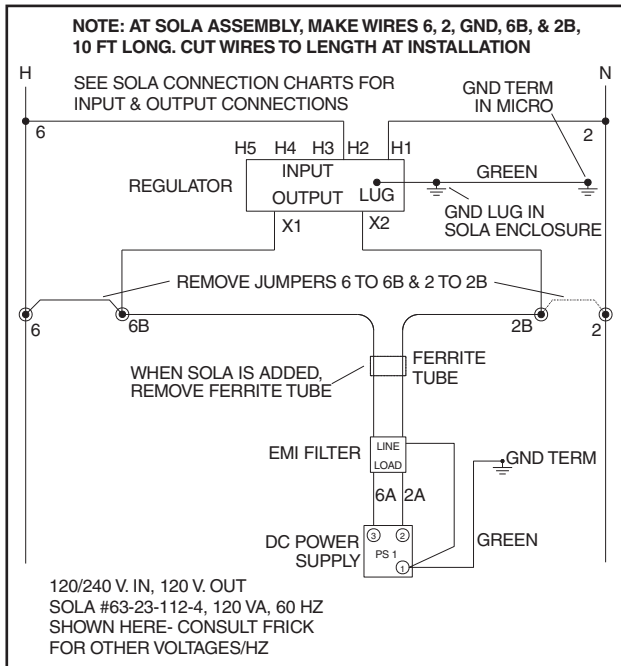 NOTE: AT SOLA ASSEMBLY, MAKE WIRES 6, 2, GND, 6B, & 2B,
10 FT LONG. CUT WIRES TO LENGTH AT INSTALLATION
H
N
SEE SOLA CONNECTION CHARTS FOR
INPUT & OUTPUT CONNECTIONS
GND TERM
IN MICRO
6
2
H5 H4 H3 H2 H1
REGULATOR
INPUT
OUTPUT
LUG
GREEN
GND LUG IN
SOLA ENCLOSURE
X1
X2
REMOVE JUMPERS 6 TO 6B & 2 TO 2B
6
6B
2B
2
WHEN SOLA IS ADDED,
REMOVE FERRITE TUBE
FERRITE
TUBE
EMI FILTER
LINE
LOAD
GND TERM
6A
2A
DC POWER
SUPPLY
3
2
PS 1
1
GREEN
120/240 V. IN, 120 V. OUT
SOLA #63-23-112-4, 120 VA, 60 HZ
SHOWN HERE- CONSULT FRICK
FOR OTHER VOLTAGES/HZ